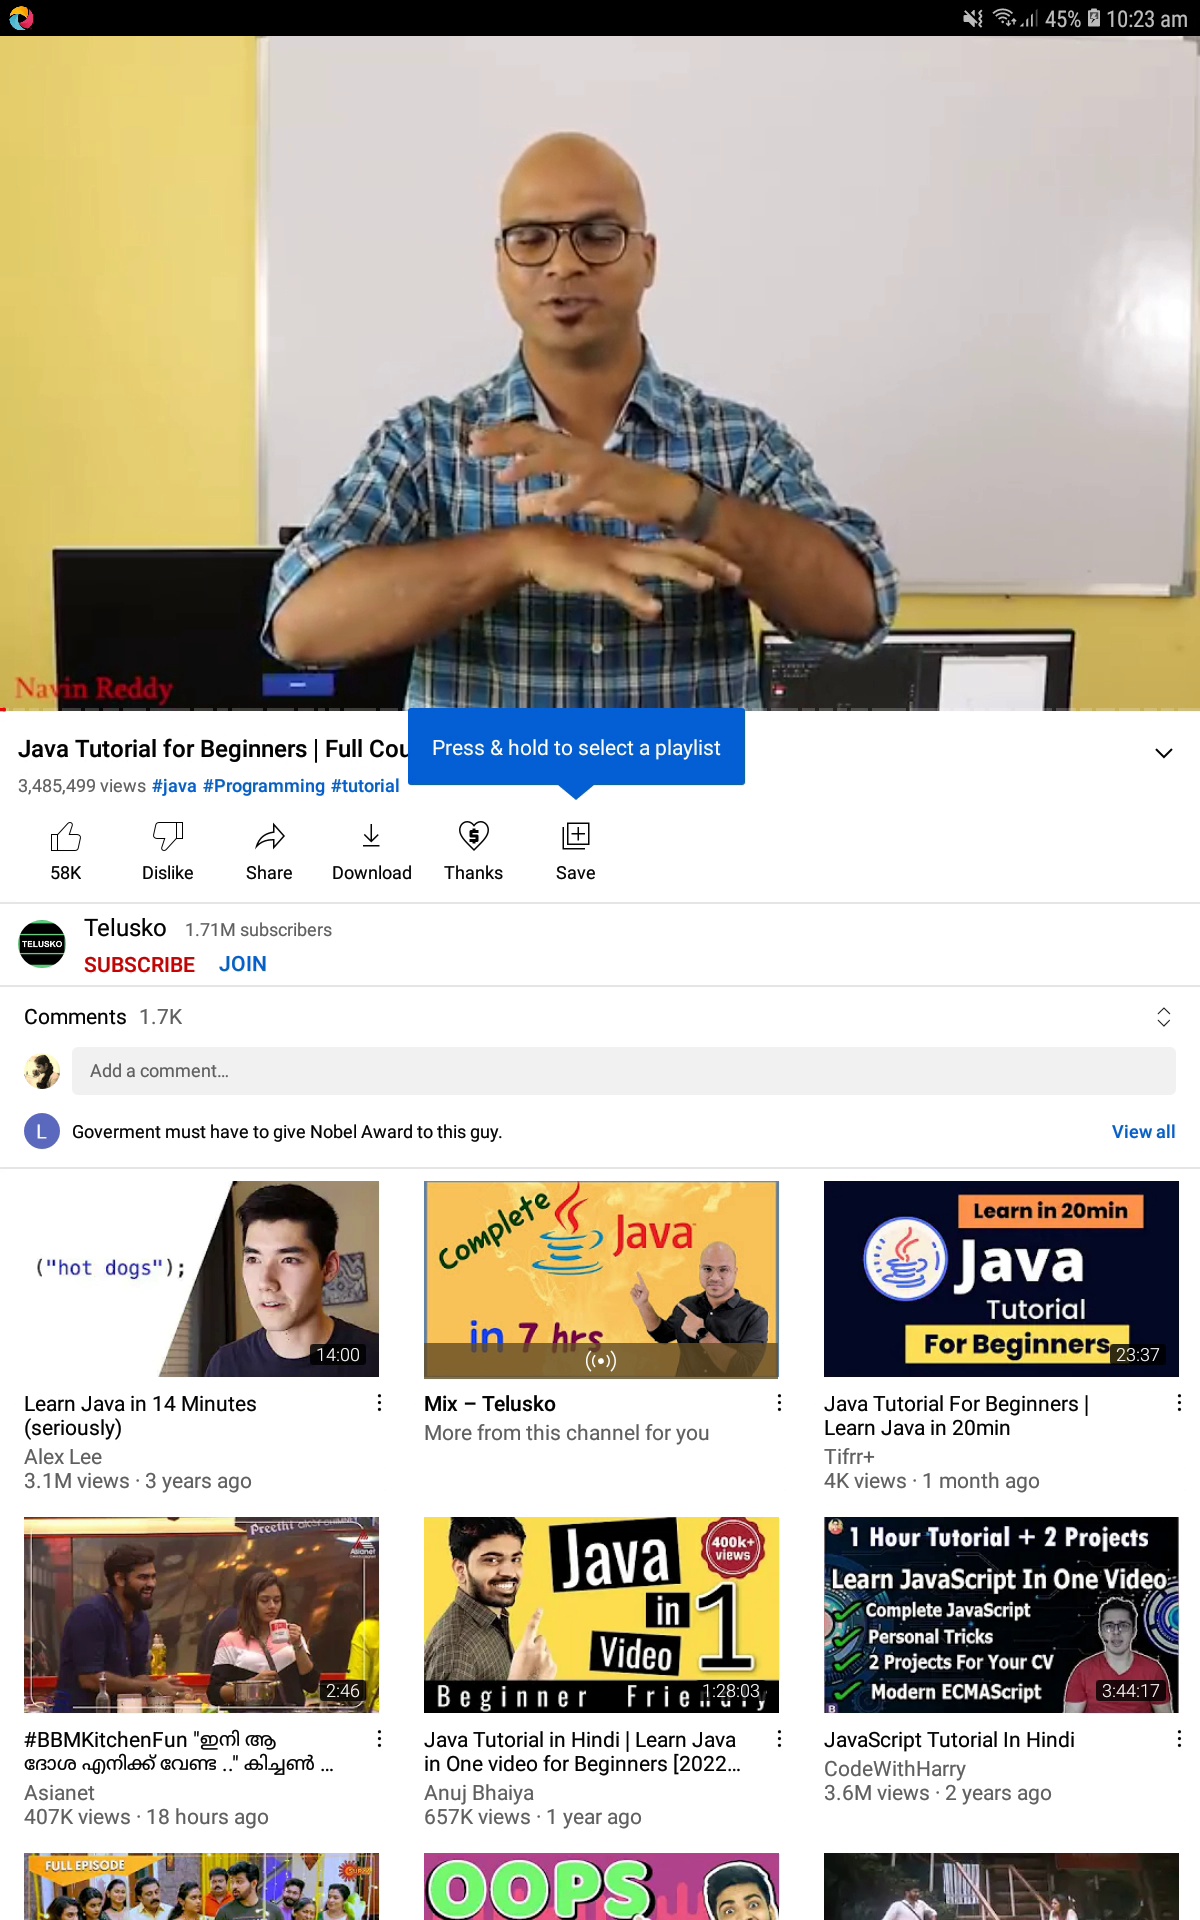 45% 10:23 am
Navin Reddy
Java Tutorial for Beginners | Full Cou
Press & hold to select a playlist
3,485,499 views #java #Programming #tutorial
58K Dislike Share Download Thanks Save
TELUSKO
Telusko 1.71M subscribers
SUBSCRIBE JOIN
Comments 1.7K
Add a comment...
L Goverment must have to give Nobel Award to this guy. View all
("hot dogs");
14:00
Learn Java in 14 Minutes
(seriously)
Alex Lee
3.1M views · 3 years ago
Complete Java
in 7 hrs
Mix – Telusko
More from this channel for you
Learn in 20min
Java
Tutorial
For Beginners
23:37
Java Tutorial For Beginners |
Learn Java in 20min
Tifrr+
4K views · 1 month ago
Preethi
Asianet
2:46
#BBMKitchenFun "ഇനി ആ
ദോശ എനിക്ക് വേണ്ട .." കിച്ചൺ ...
Asianet
407K views · 18 hours ago
400k+
views
Java
in 1
Video
Beginner
1:28:03
Java Tutorial in Hindi | Learn Java
in One video for Beginners [2022...
Anuj Bhaiya
657K views · 1 year ago
1 Hour Tutorial + 2 Projects
Learn JavaScript In One Video
Complete JavaScript
Personal Tricks
2 Projects For Your CV
Modern ECMAScript
3:44:17
JavaScript Tutorial In Hindi
CodeWithHarry
3.6M views · 2 years ago
FULL EPISODE
OOPS